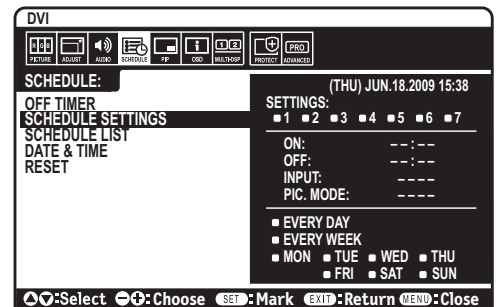 DVI
RGB
PICTURE ADJUST AUDIO SCHEDULE PIP OSD MULTI-DSP PROTECT ADVANCED
1 2
PRO
SCHEDULE:
OFF TIMER
SCHEDULE SETTINGS
SCHEDULE LIST
DATE & TIME
RESET
(THU) JUN.18.2009 15:38
SETTINGS:
1 2 3 4 5 6 7
ON: --:--
OFF: --:--
INPUT: ----
PIC. MODE: ----
EVERY DAY
EVERY WEEK
MON TUE WED THU
FRI SAT SUN
Select Choose SET:Mark EXIT:Return MENU:Close